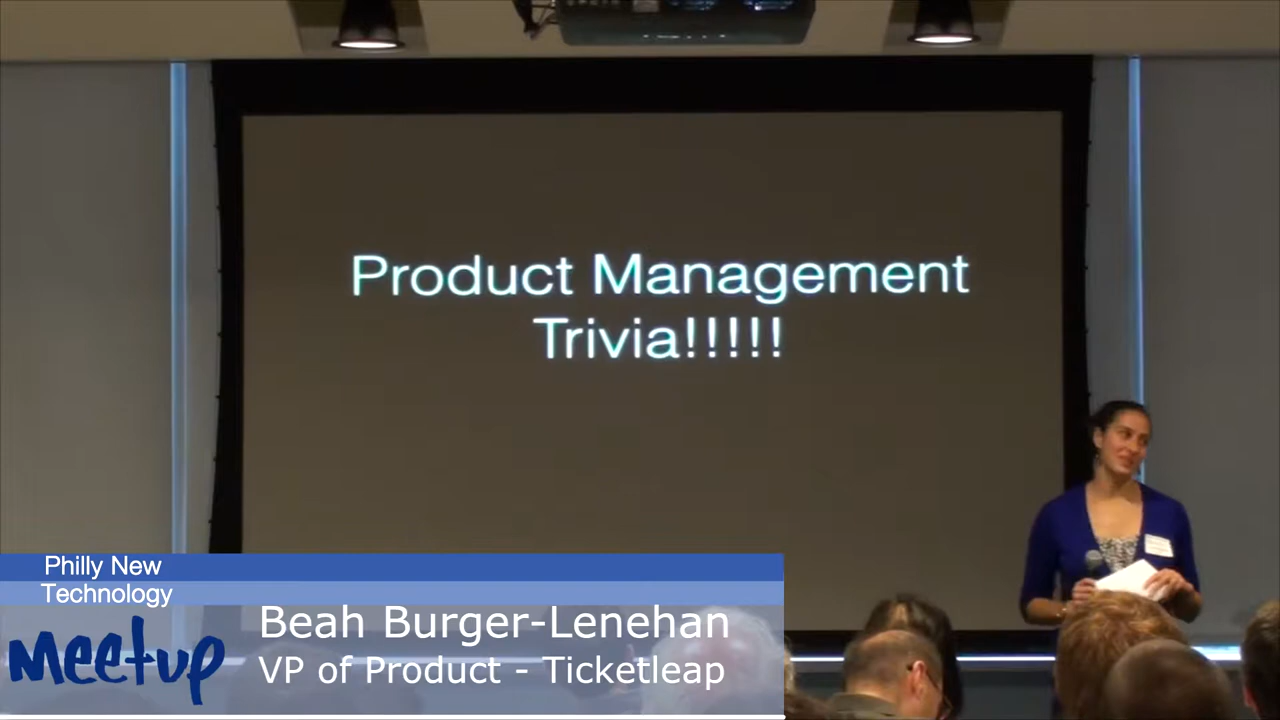 Product Management
Trivia!!!!!
Philly New
Technology
Meetup
Beah Burger-Lenehan
VP of Product - Ticketleap